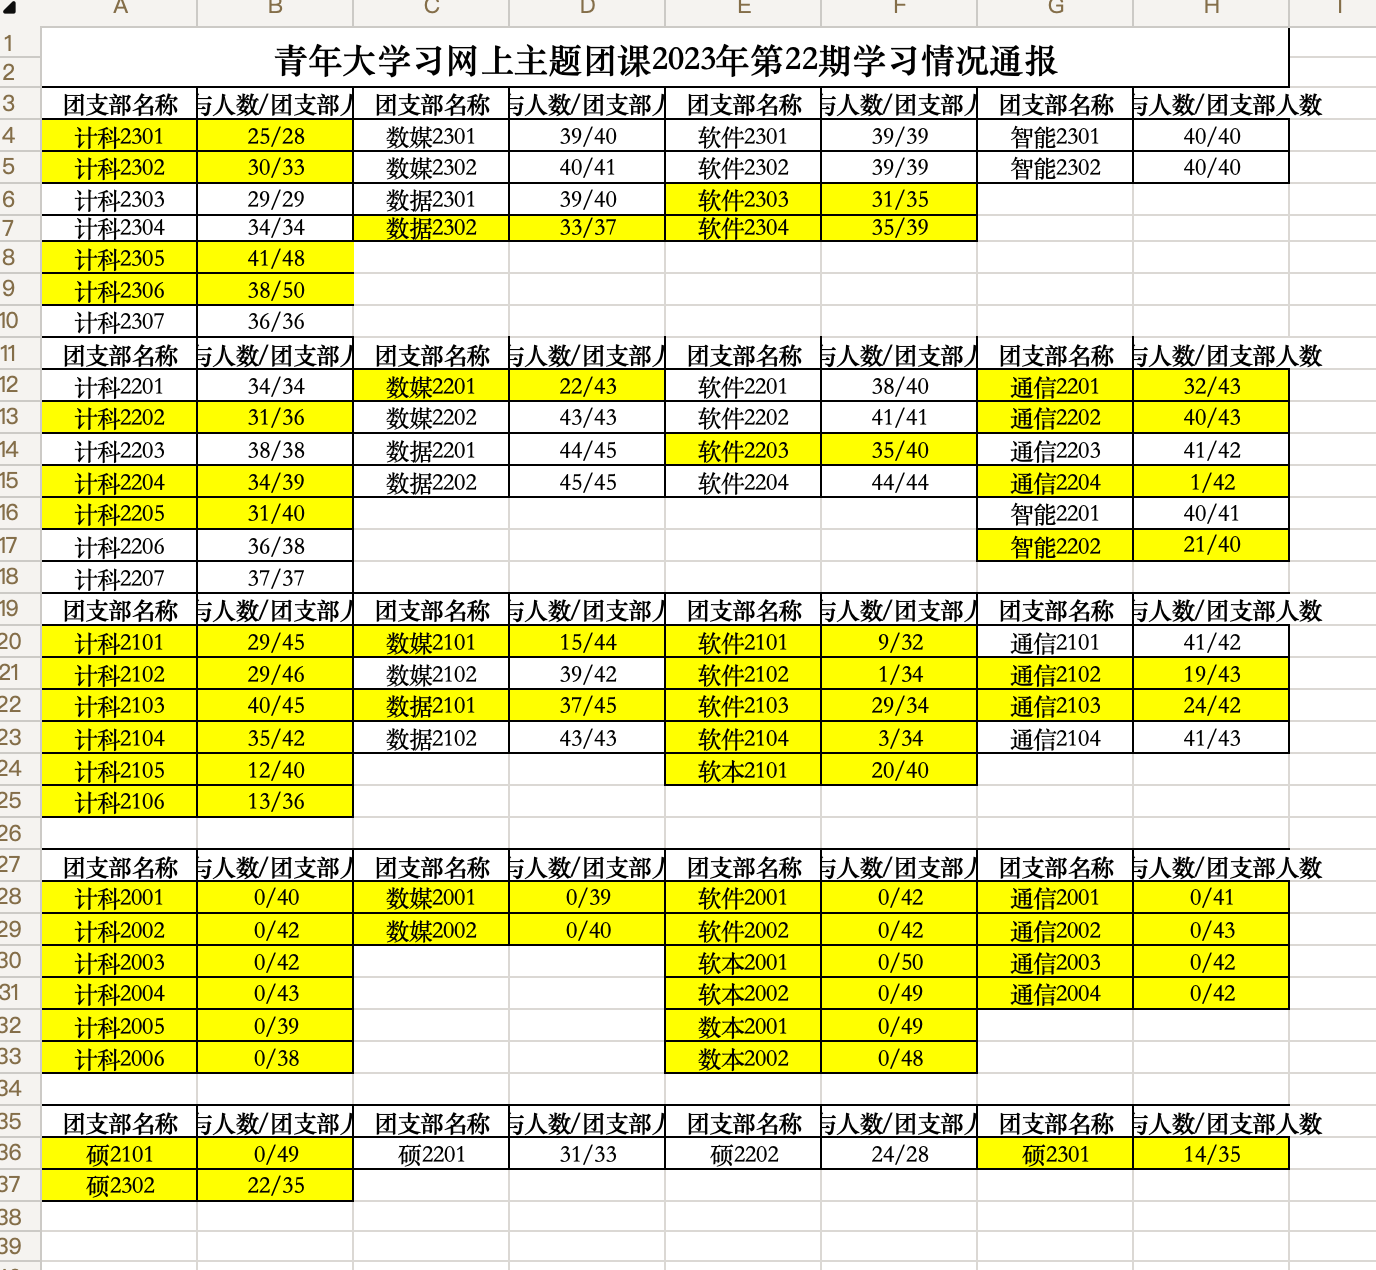 A B C D E F G H I
1 青年大学习网上主题团课2023年第22期学习情况通报
2
3 团支部名称 与人数/团支部人 团支部名称 与人数/团支部人 团支部名称 与人数/团支部人 团支部名称 与人数/团支部人数
4 计科2301 25/28 数媒2301 39/40 软件2301 39/39 智能2301 40/40
5 计科2302 30/33 数媒2302 40/41 软件2302 39/39 智能2302 40/40
6 计科2303 29/29 数据2301 39/40 软件2303 31/35
7 计科2304 34/34 数据2302 33/37 软件2304 35/39
8 计科2305 41/48
9 计科2306 38/50
10 计科2307 36/36
11 团支部名称 与人数/团支部人 团支部名称 与人数/团支部人 团支部名称 与人数/团支部人 团支部名称 与人数/团支部人数
12 计科2201 34/34 数媒2201 22/43 软件2201 38/40 通信2201 32/43
13 计科2202 31/36 数媒2202 43/43 软件2202 41/41 通信2202 40/43
14 计科2203 38/38 数据2201 44/45 软件2203 35/40 通信2203 41/42
15 计科2204 34/39 数据2202 45/45 软件2204 44/44 通信2204 1/42
16 计科2205 31/40 智能2201 40/41
17 计科2206 36/38 智能2202 21/40
18 计科2207 37/37
19 团支部名称 与人数/团支部人 团支部名称 与人数/团支部人 团支部名称 与人数/团支部人 团支部名称 与人数/团支部人数
20 计科2101 29/45 数媒2101 15/44 软件2101 9/32 通信2101 41/42
21 计科2102 29/46 数媒2102 39/42 软件2102 1/34 通信2102 19/43
22 计科2103 40/45 数据2101 37/45 软件2103 29/34 通信2103 24/42
23 计科2104 35/42 数据2102 43/43 软件2104 3/34 通信2104 41/43
24 计科2105 12/40 软本2101 20/40
25 计科2106 13/36
26
27 团支部名称 与人数/团支部人 团支部名称 与人数/团支部人 团支部名称 与人数/团支部人 团支部名称 与人数/团支部人数
28 计科2001 0/40 数媒2001 0/39 软件2001 0/42 通信2001 0/41
29 计科2002 0/42 数媒2002 0/40 软件2002 0/42 通信2002 0/43
30 计科2003 0/42 软本2001 0/50 通信2003 0/42
31 计科2004 0/43 软本2002 0/49 通信2004 0/42
32 计科2005 0/39 数本2001 0/49
33 计科2006 0/38 数本2002 0/48
34
35 团支部名称 与人数/团支部人 团支部名称 与人数/团支部人 团支部名称 与人数/团支部人 团支部名称 与人数/团支部人数
36 硕2101 0/49 硕2201 31/33 硕2202 24/28 硕2301 14/35
37 硕2302 22/35
38
39